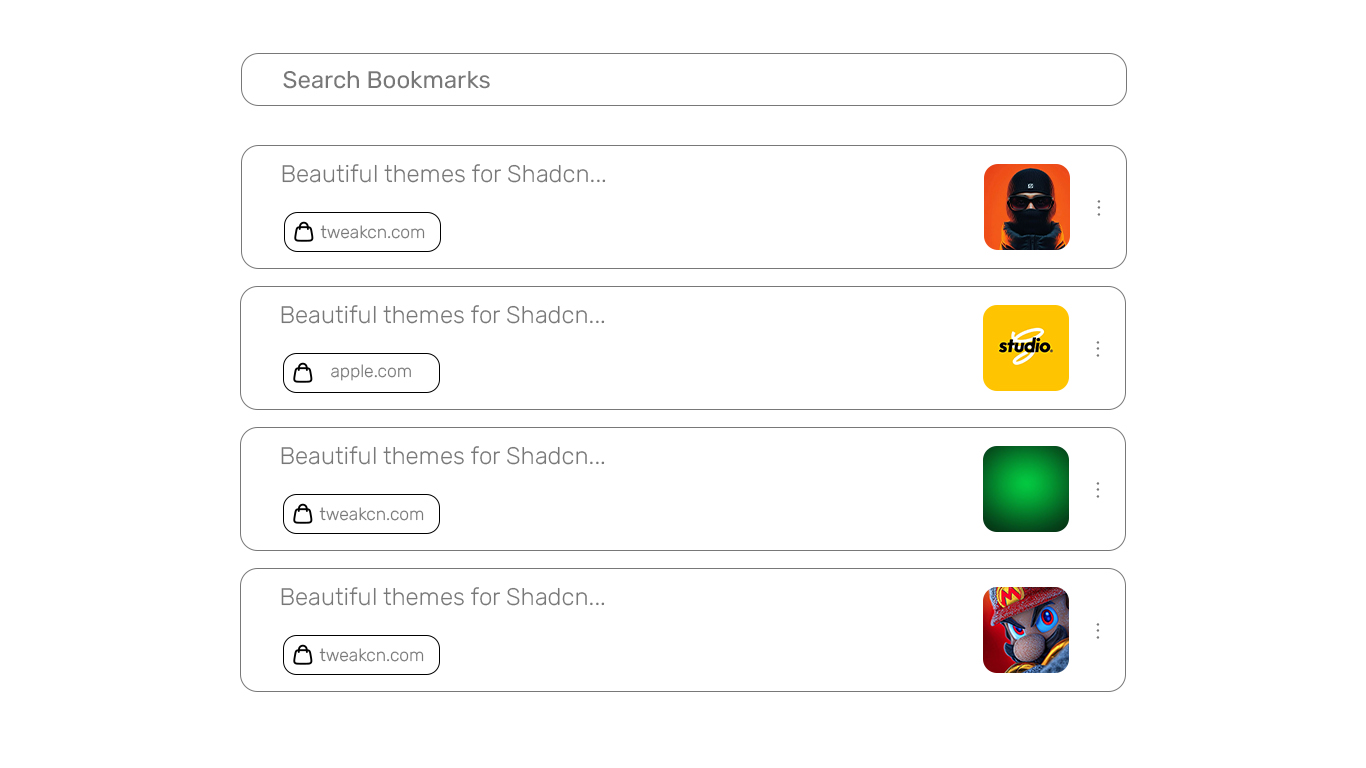 Search Bookmarks
Beautiful themes for Shadcn...
tweakcn.com
Beautiful themes for Shadcn...
apple.com
studio.
Beautiful themes for Shadcn...
tweakcn.com
Beautiful themes for Shadcn...
tweakcn.com
M